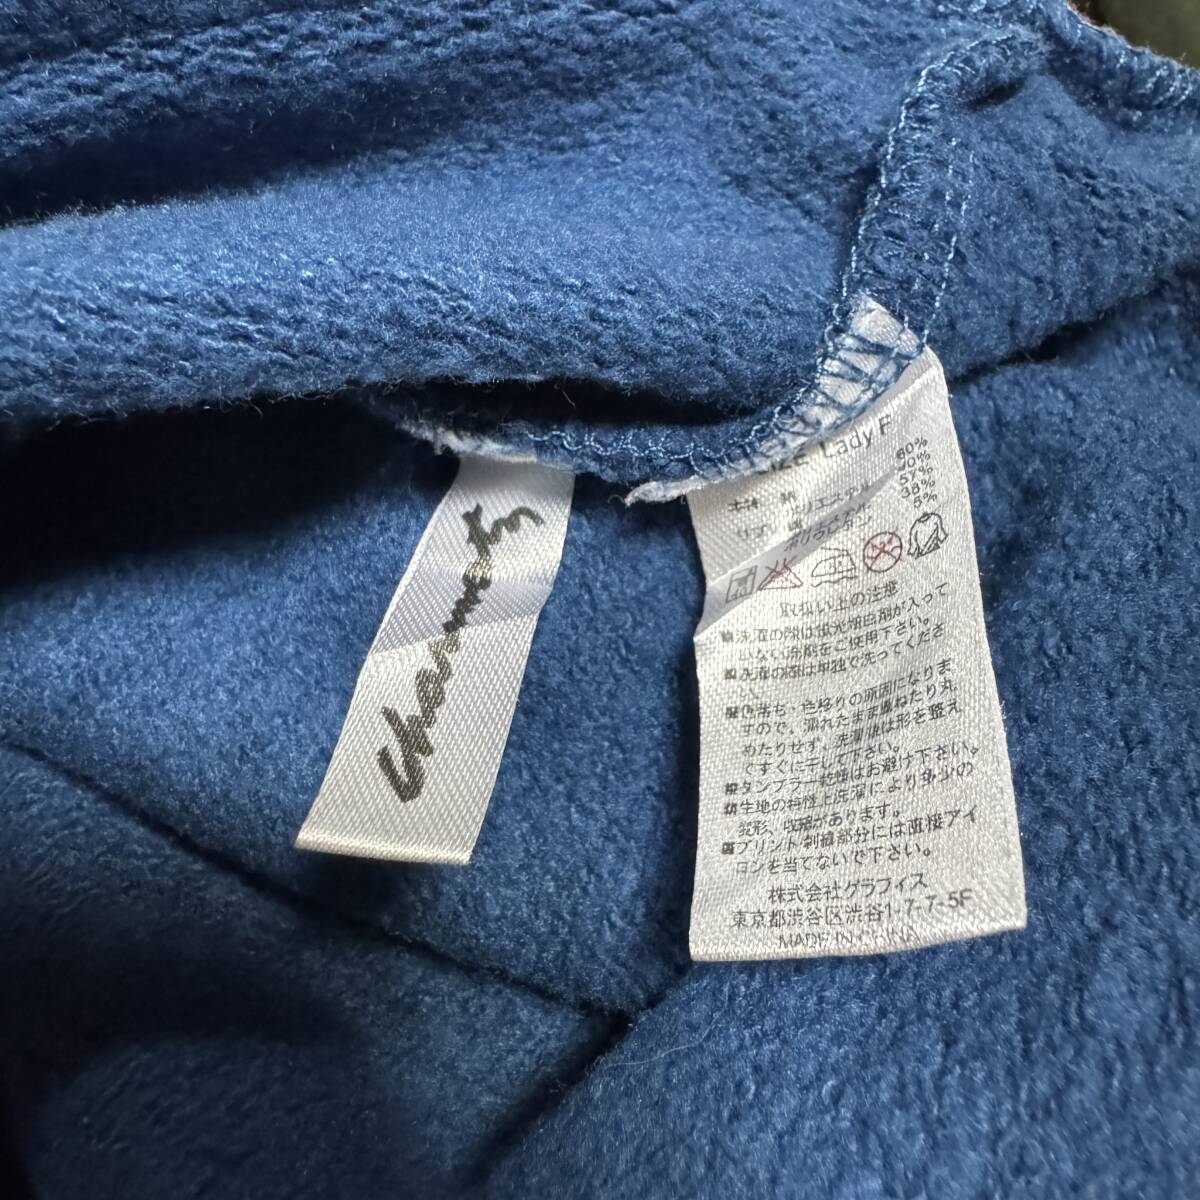 chamooty
SIZE Lady F
本体 綿 60%
ポリエステル 40%
リブ 綿 57%
ポリエステル 38%
ポリウレタン 5%
取扱い上の注意
洗濯の際は蛍光増白剤が入って
いない洗剤をご使用下さい。
洗濯の際は単独で洗ってくださ
色落ち・色移りの原因になりま
すので、濡れたまま重ねたり丸
めたりせず、洗濯後は形を整え
てすぐに干して下さい。
タンブラー乾燥はお避け下さい。
生地の特性上洗濯により多少の
変形、収縮があります。
プリント・刺繍部分には直接アイ
ロンを当てないで下さい。
株式会社グラフィス
東京都渋谷区渋谷1-7-7-5F
MADE IN CHINA